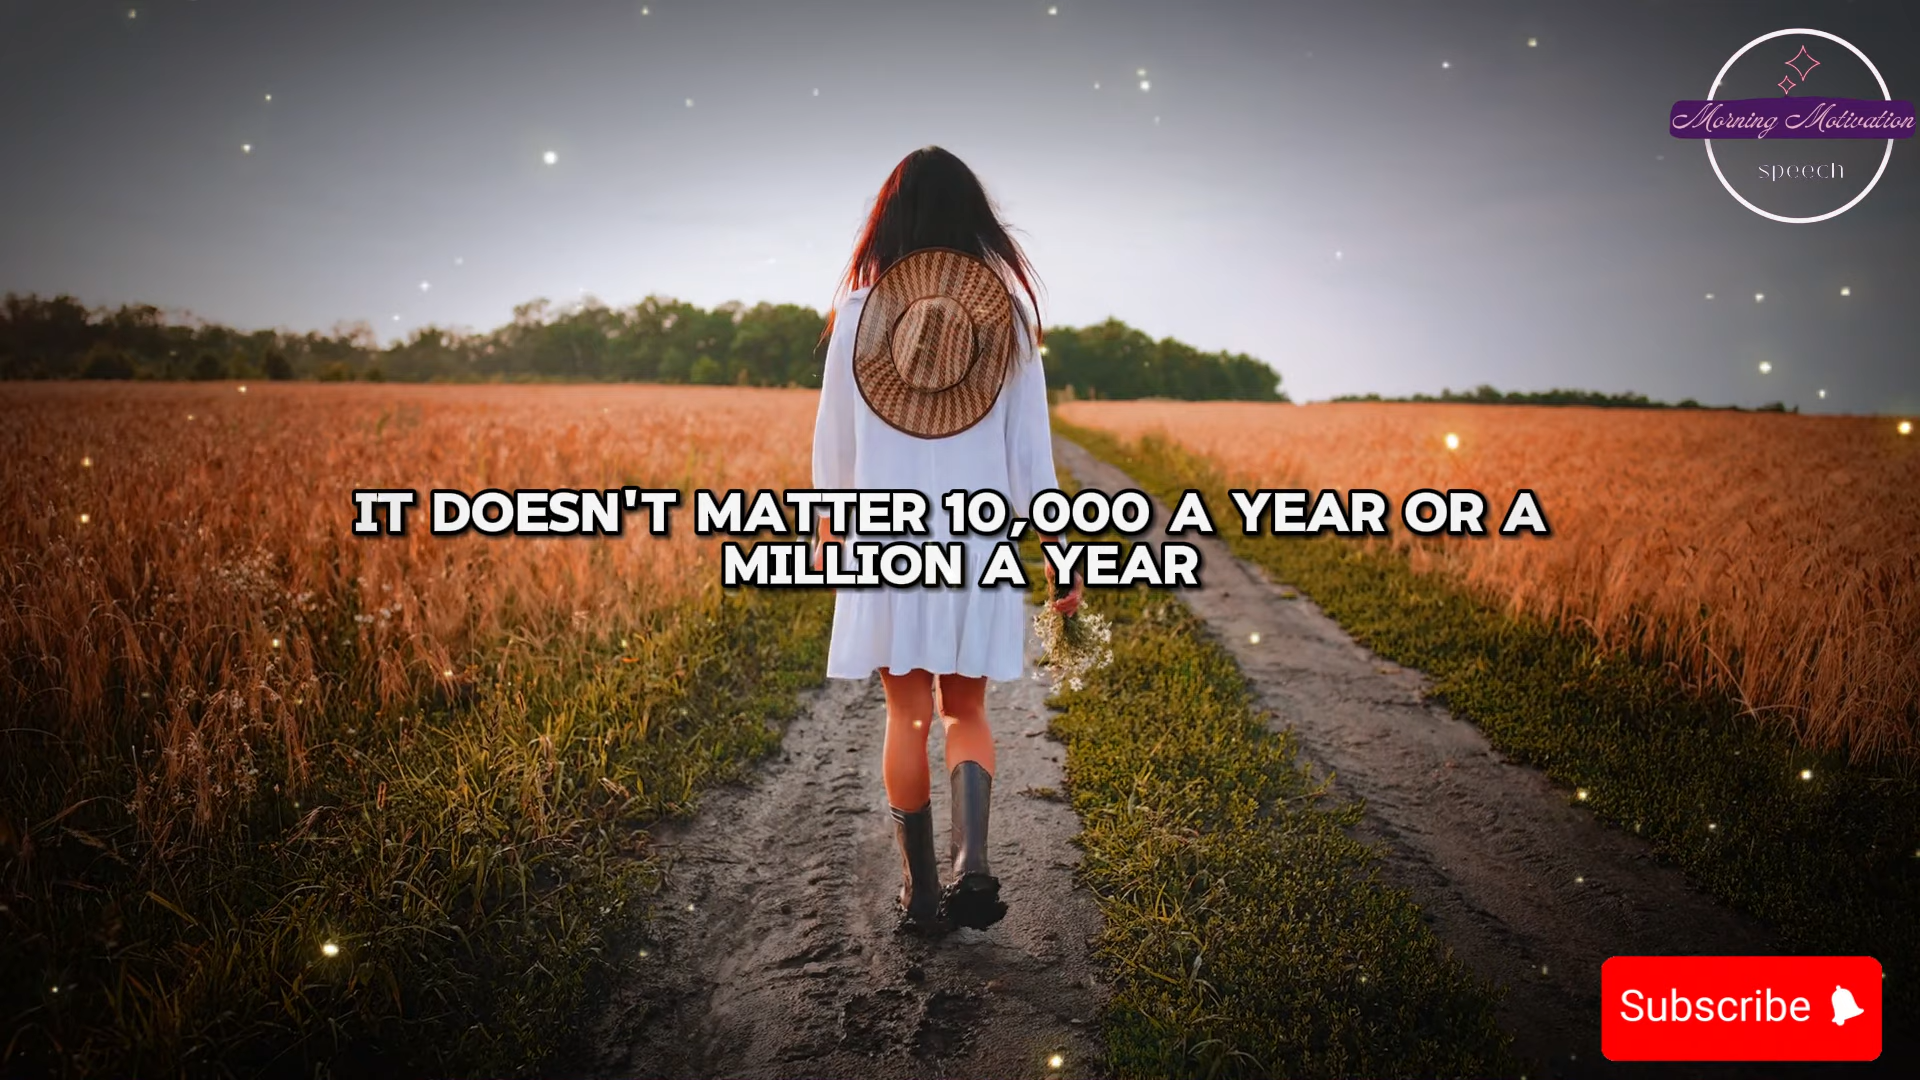 Morning Motivation
speech
IT DOESN'T MATTER 10,000 A YEAR OR A
MILLION A YEAR
Subscribe